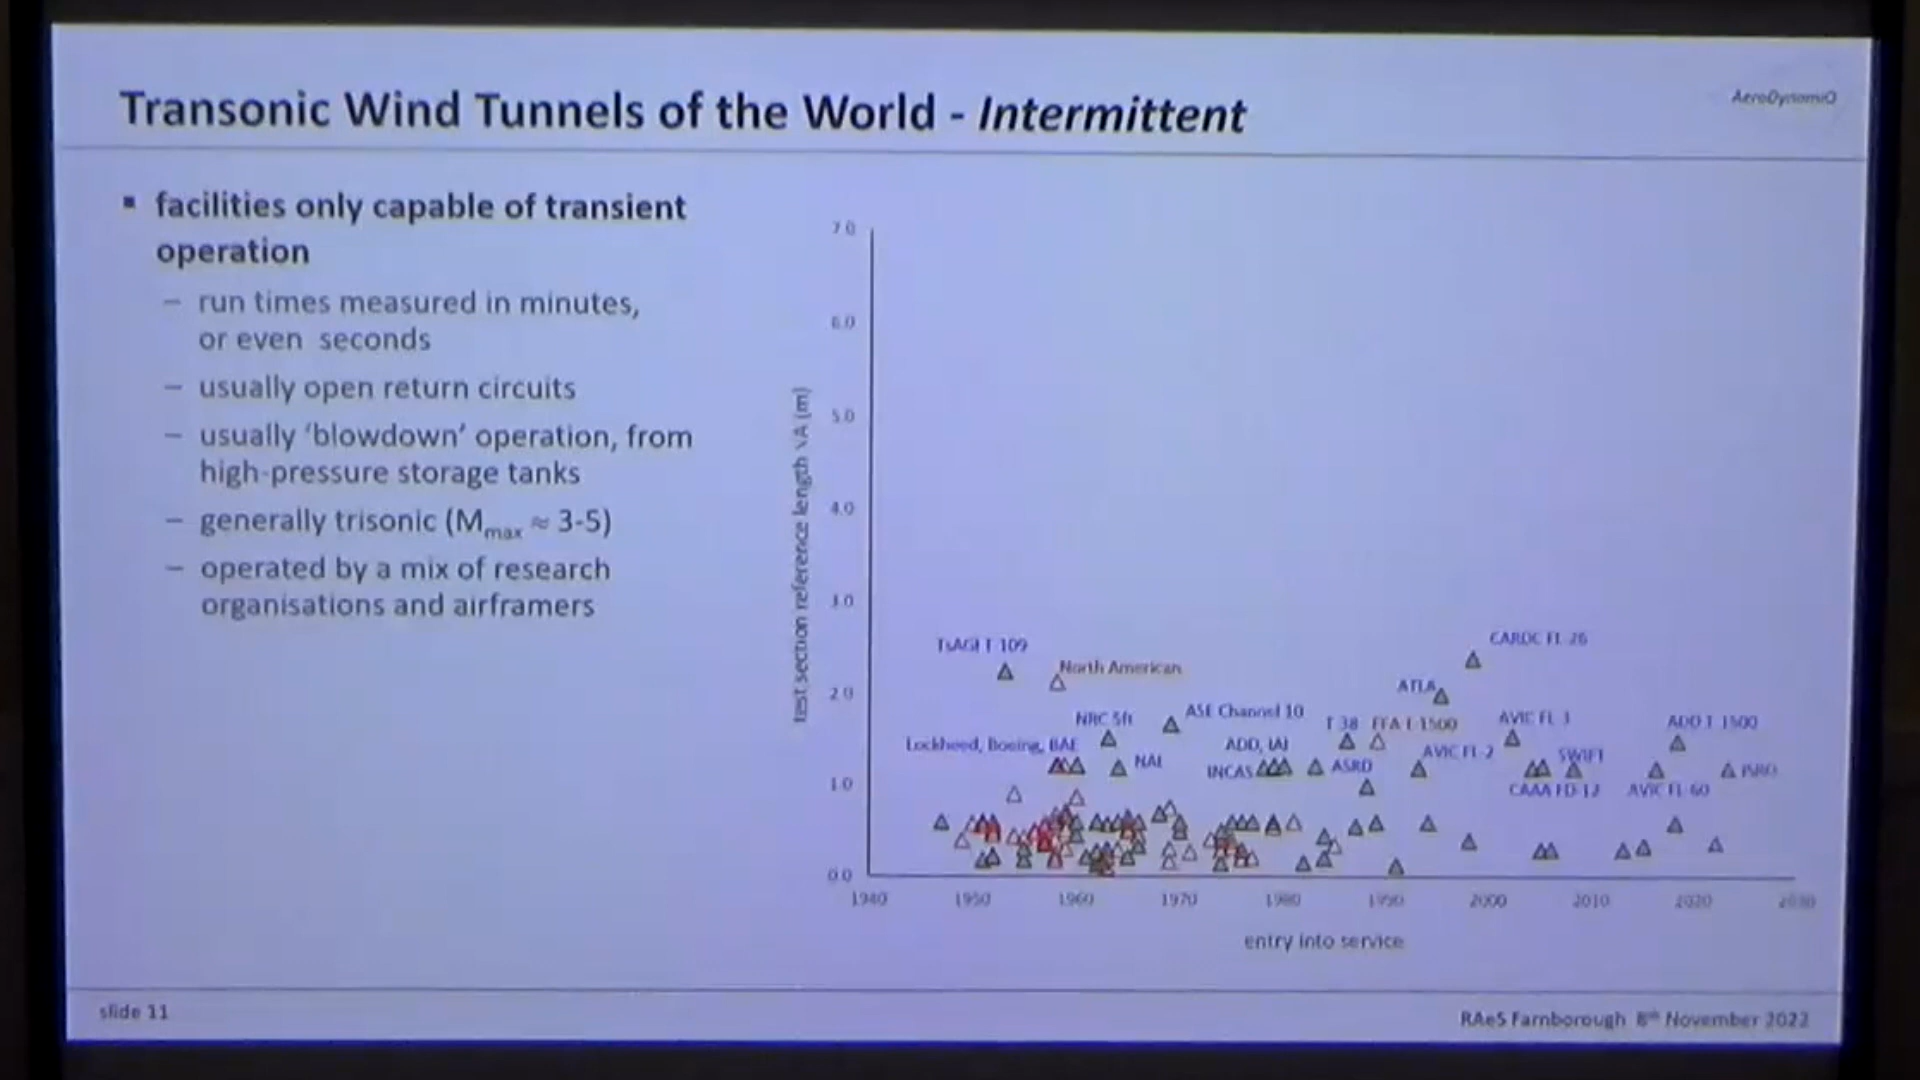 Transonic Wind Tunnels of the World - Intermittent
AeroDynamiQ
▪ facilities only capable of transient
operation
– run times measured in minutes,
or even seconds
– usually open return circuits
– usually ‘blowdown’ operation, from
high-pressure storage tanks
– generally trisonic (Mmax ≈ 3-5)
– operated by a mix of research
organisations and airframers
test section reference length √A (m)
7.0
6.0
5.0
4.0
3.0
2.0
1.0
0.0
TsAGI T-109
North American
CARDC FL-26
ATLA
NRC 5ft
ASE Channel 10
T-38
FFA T-1500
AVIC FL-3
ADD T-1500
Lockheed, Boeing, BAE
NAL
ADD, IAI
INCAS
ASRD
AVIC FL-2
SWIFT
ISRO
CAAA FD-12
AVIC FL-60
1940
1950
1960
1970
1980
1990
2000
2010
2020
2030
entry into service
slide 11
RAeS Farnborough 8th November 2022